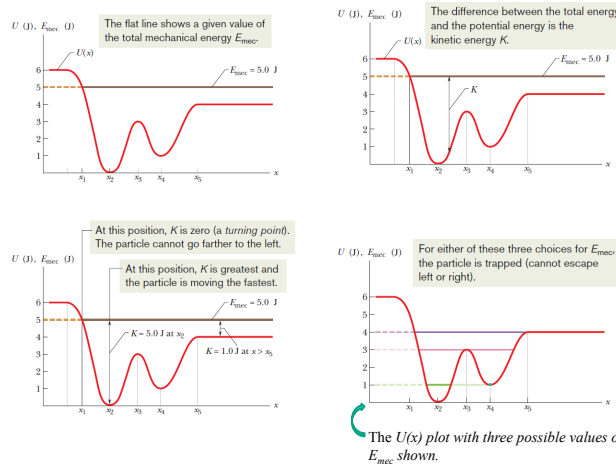 U (J), Emec (J)
The flat line shows a given value of
the total mechanical energy Emec.
U(x)
Emec = 5.0 J
6
5
4
3
2
1
x
x1 x2 x3 x4 x5
U (J), Emec (J)
The difference between the total energy
and the potential energy is the
kinetic energy K.
U(x)
Emec = 5.0 J
6
5
4
3
2
1
K
x
x1 x2 x3 x4 x5
At this position, K is zero (a turning point).
The particle cannot go farther to the left.
At this position, K is greatest and
the particle is moving the fastest.
U (J), Emec (J)
Emec = 5.0 J
6
5
4
3
2
1
K = 5.0 J at x2
K = 1.0 J at x > x5
x
x1 x2 x3 x4 x5
U (J), Emec (J)
For either of these three choices for Emec,
the particle is trapped (cannot escape
left or right).
6
5
4
3
2
1
x
x1 x2 x3 x4 x5
The U(x) plot with three possible values
Emec shown.